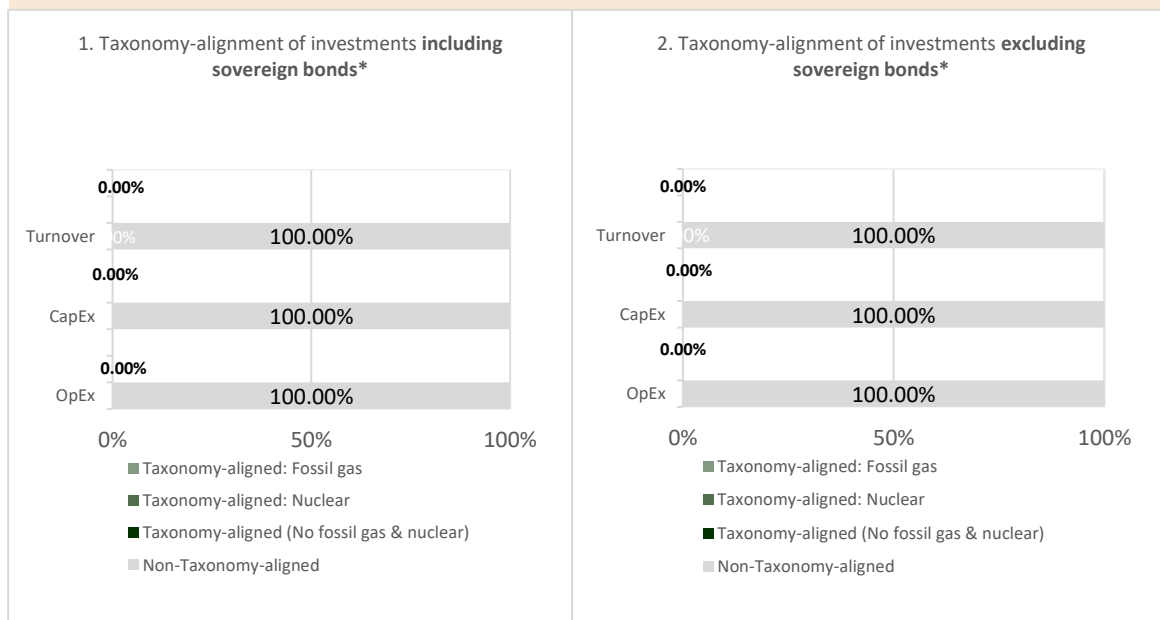 1. Taxonomy-alignment of investments including
sovereign bonds*
0.00%
Turnover 0% 100.00%
0.00%
CapEx 100.00%
0.00%
OpEx 100.00%
0% 50% 100%
Taxonomy-aligned: Fossil gas
Taxonomy-aligned: Nuclear
Taxonomy-aligned (No fossil gas & nuclear)
Non-Taxonomy-aligned
2. Taxonomy-alignment of investments excluding
sovereign bonds*
0.00%
Turnover 0% 100.00%
0.00%
CapEx 100.00%
0.00%
OpEx 100.00%
0% 50% 100%
Taxonomy-aligned: Fossil gas
Taxonomy-aligned: Nuclear
Taxonomy-aligned (No fossil gas & nuclear)
Non-Taxonomy-aligned